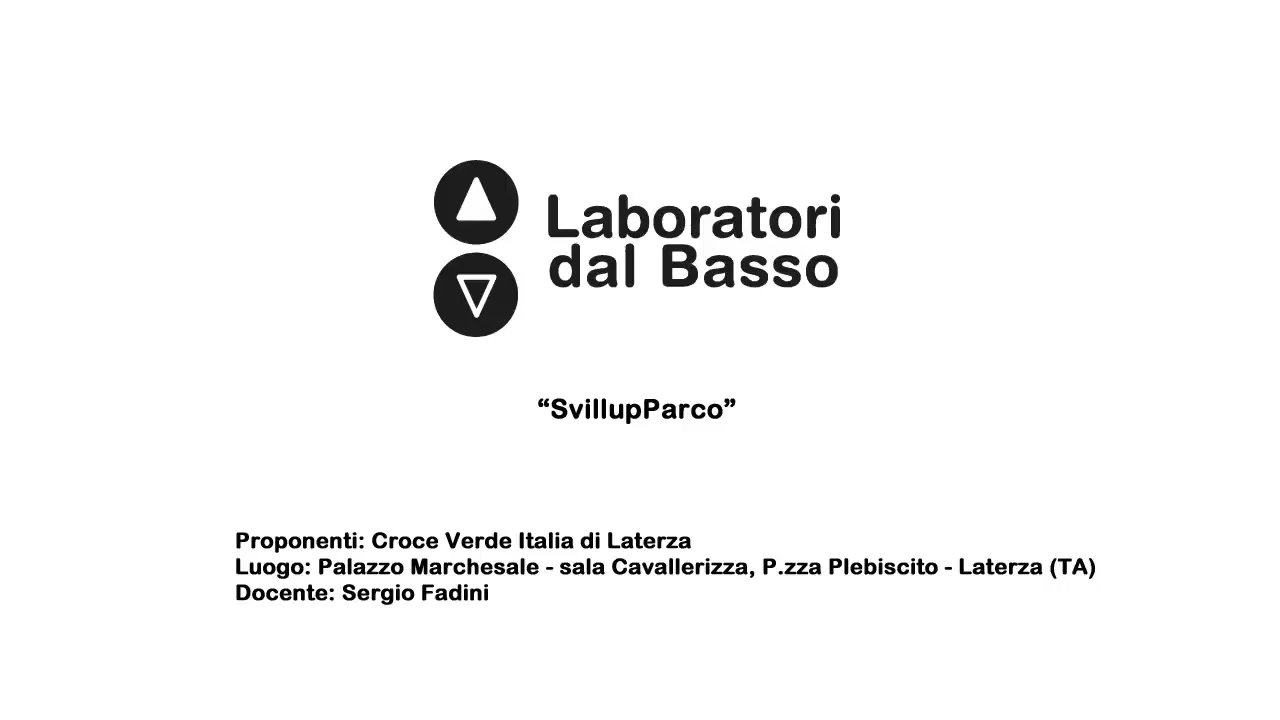 Laboratori
dal Basso
“SvillupParco”
Proponenti: Croce Verde Italia di Laterza
Luogo: Palazzo Marchesale - sala Cavallerizza, P.zza Plebiscito - Laterza (TA)
Docente: Sergio Fadini